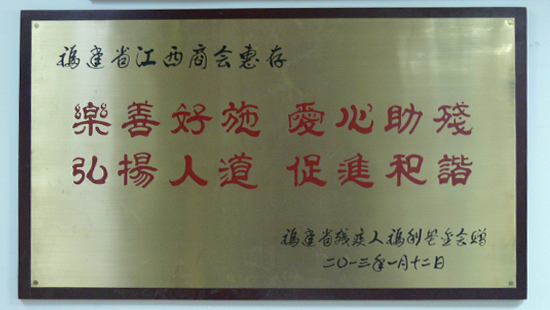 福建省江西商会惠存
樂善好施 愛心助殘
弘揚人道 促進和諧
福建省残疾人福利基金会赠
二〇一三年一月十二日